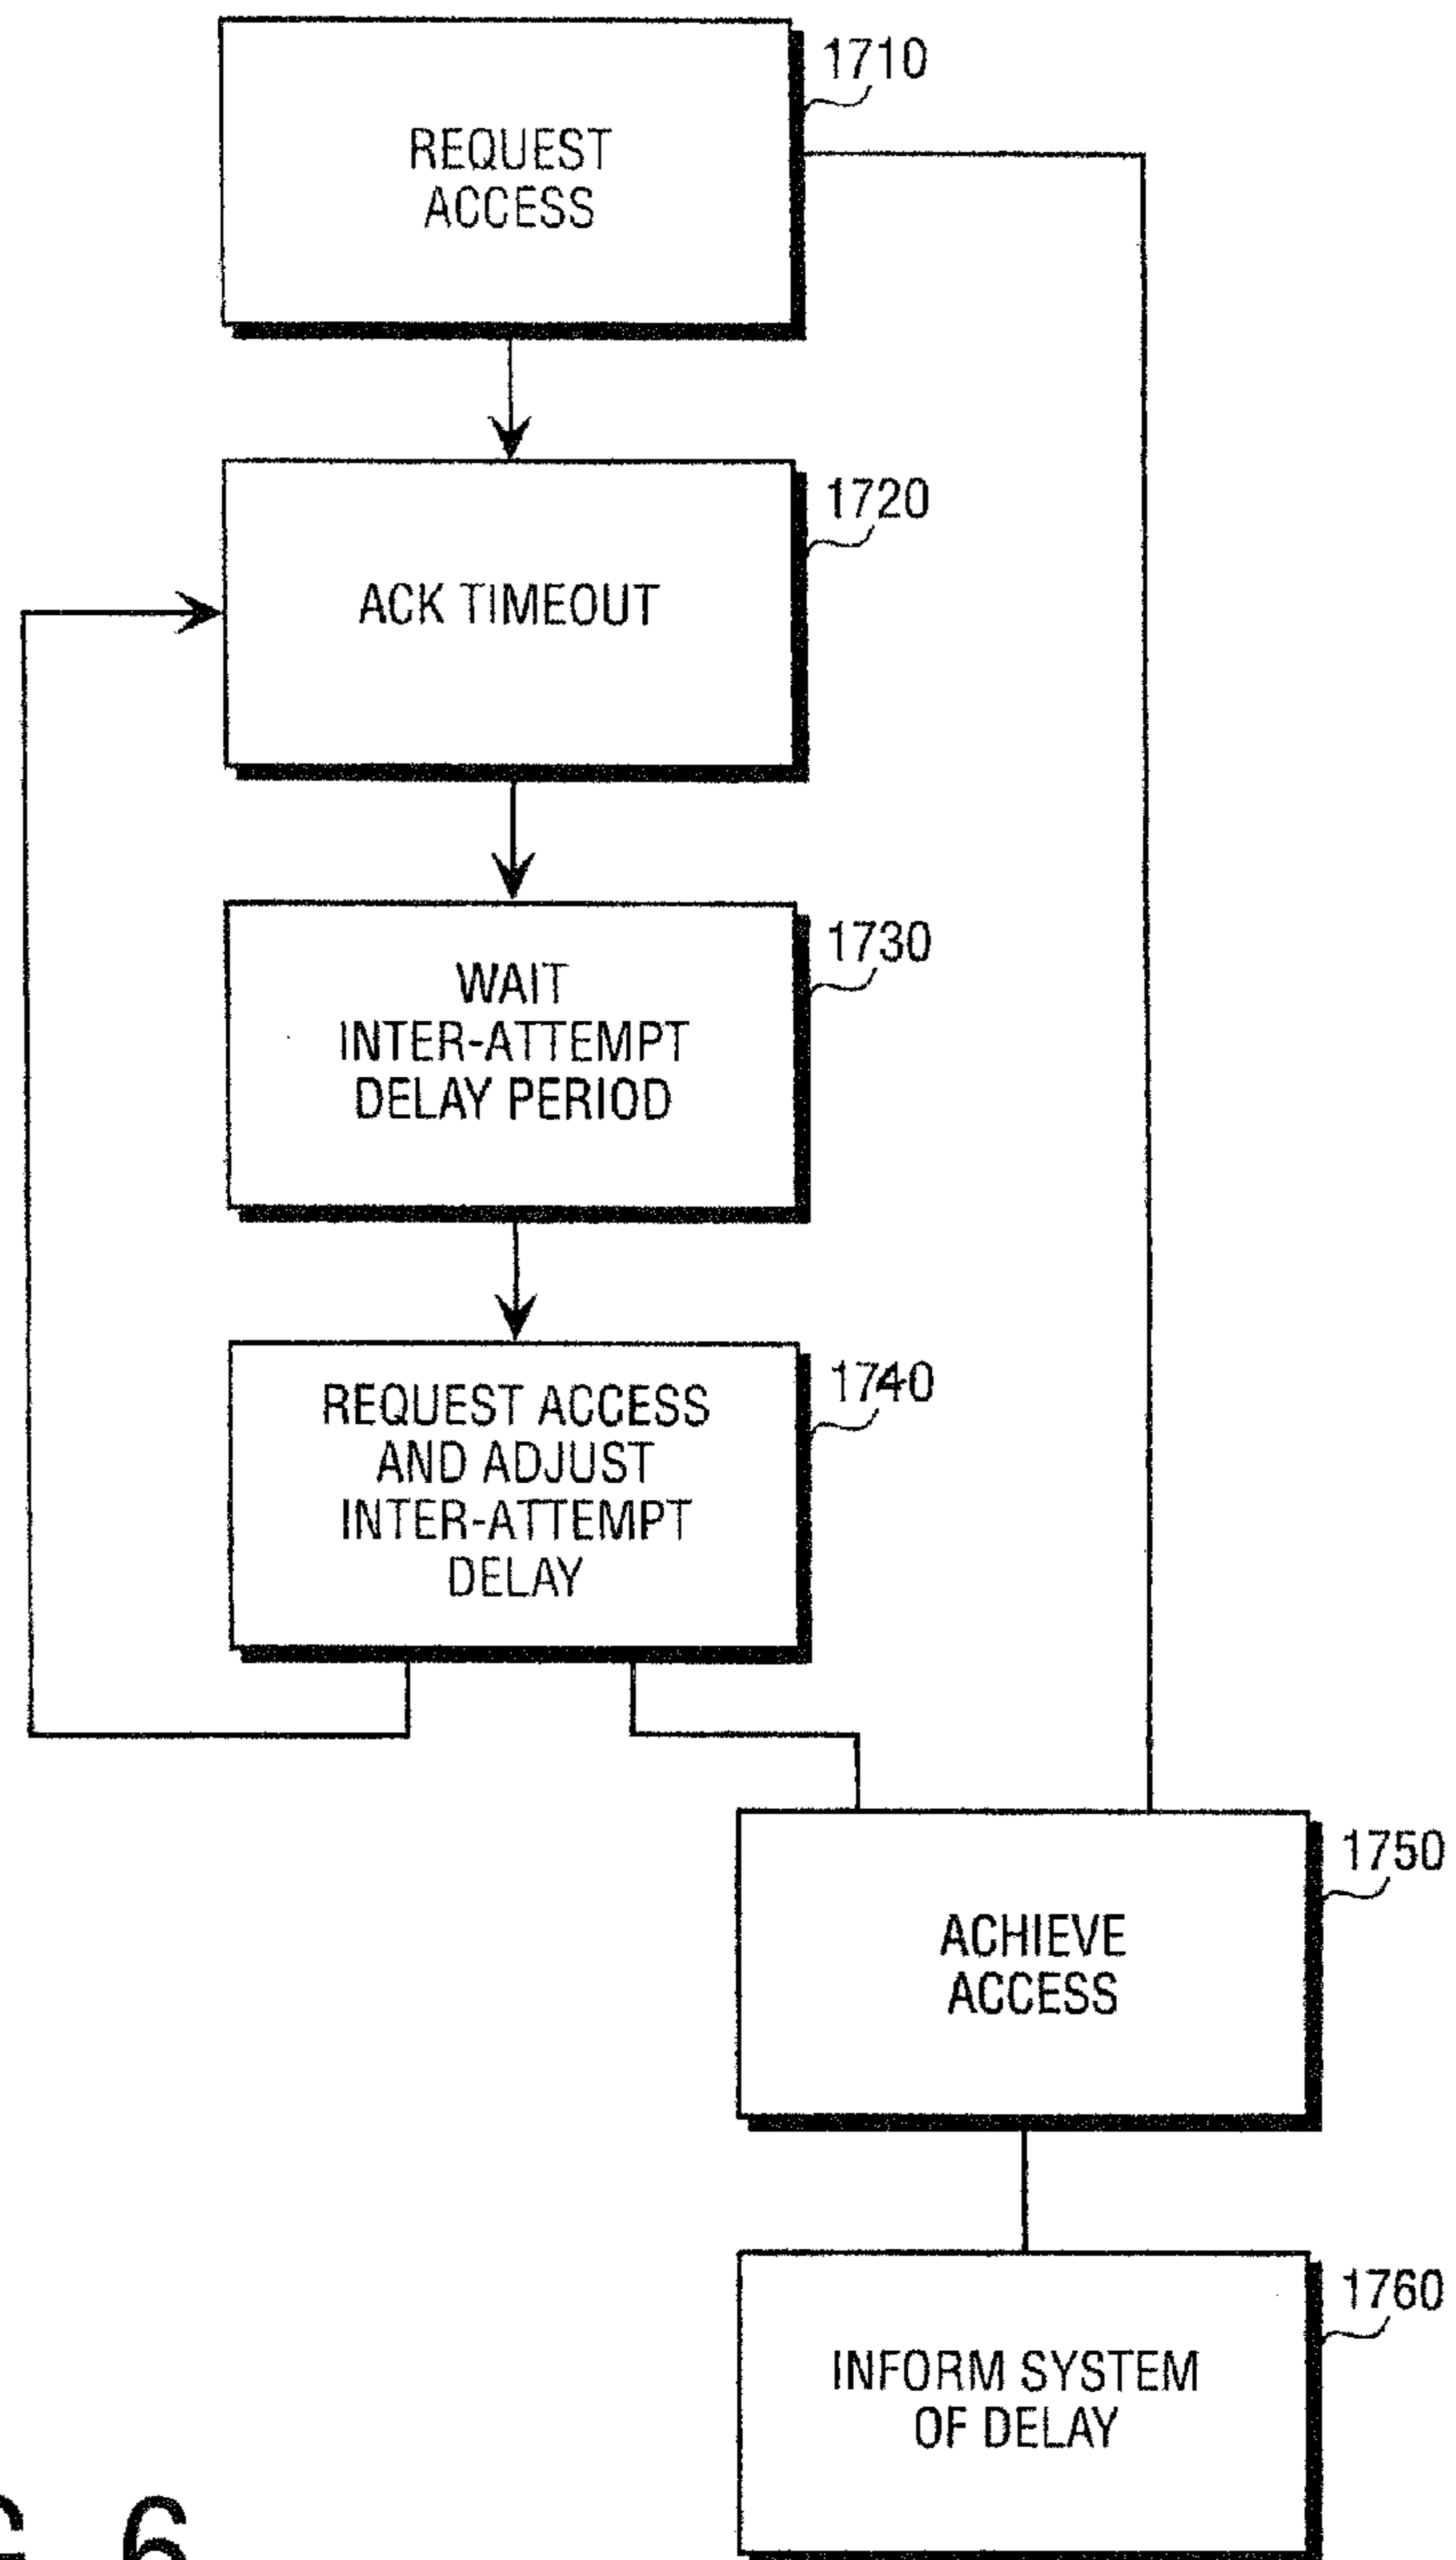 1710
REQUEST
ACCESS
1720
ACK TIMEOUT
1730
WAIT
INTER-ATTEMPT
DELAY PERIOD
1740
REQUEST ACCESS
AND ADJUST
INTER-ATTEMPT
DELAY
1750
ACHIEVE
ACCESS
1760
INFORM SYSTEM
OF DELAY
6